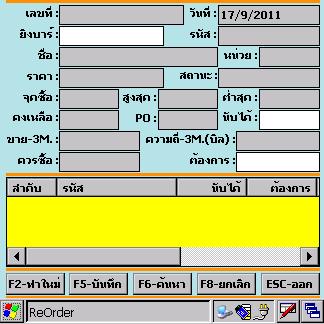 เลขที่ : วันที่ : 17/9/2011
ยิงบาร์ : รหัส :
ชื่อ : หน่วย :
ราคา : สถานะ :
จุดซื้อ : สูงสุด : ต่ำสุด :
คงเหลือ : PO : นับได้ :
ขาย-3M. : ความถี่-3M.(บิล) :
ควรซื้อ : ต้องการ :
ลำดับ รหัส นับได้ ต้องการ
F2-ทำใหม่ F5-บันทึก F6-ค้นหา F8-ยกเลิก ESC-ออก
ReOrder